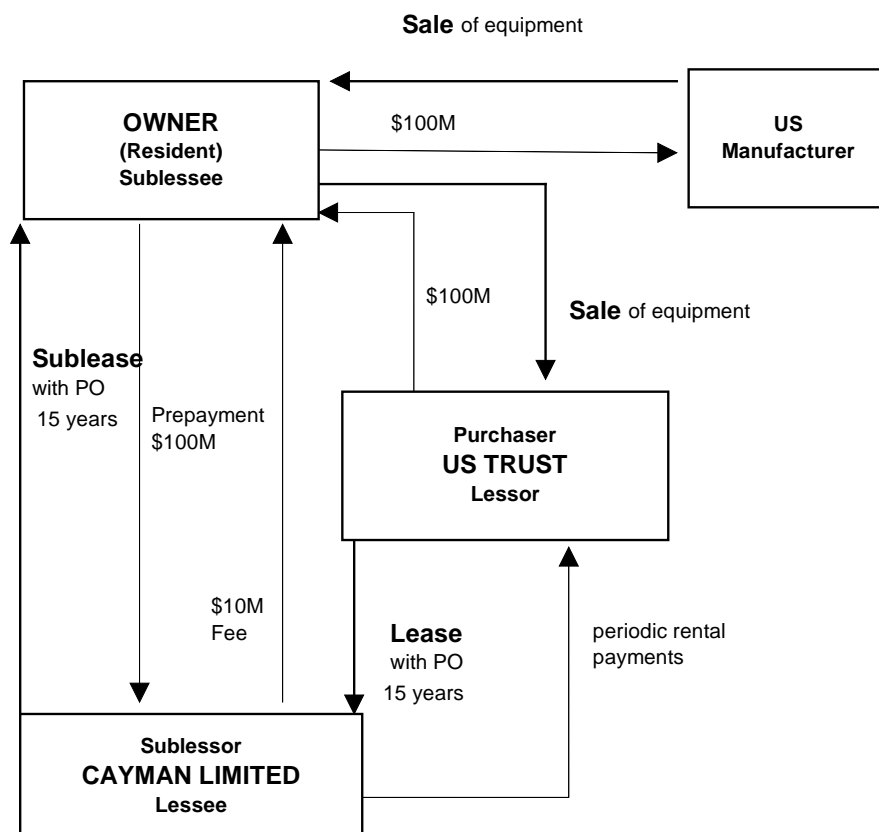 Sale of equipment
OWNER
(Resident)
Sublessee
$100M
US
Manufacturer
$100M
Sale of equipment
Sublease
with PO
15 years
Prepayment
$100M
Purchaser
US TRUST
Lessor
$10M
Fee
Lease
with PO
15 years
periodic rental
payments
Sublessor
CAYMAN LIMITED
Lessee